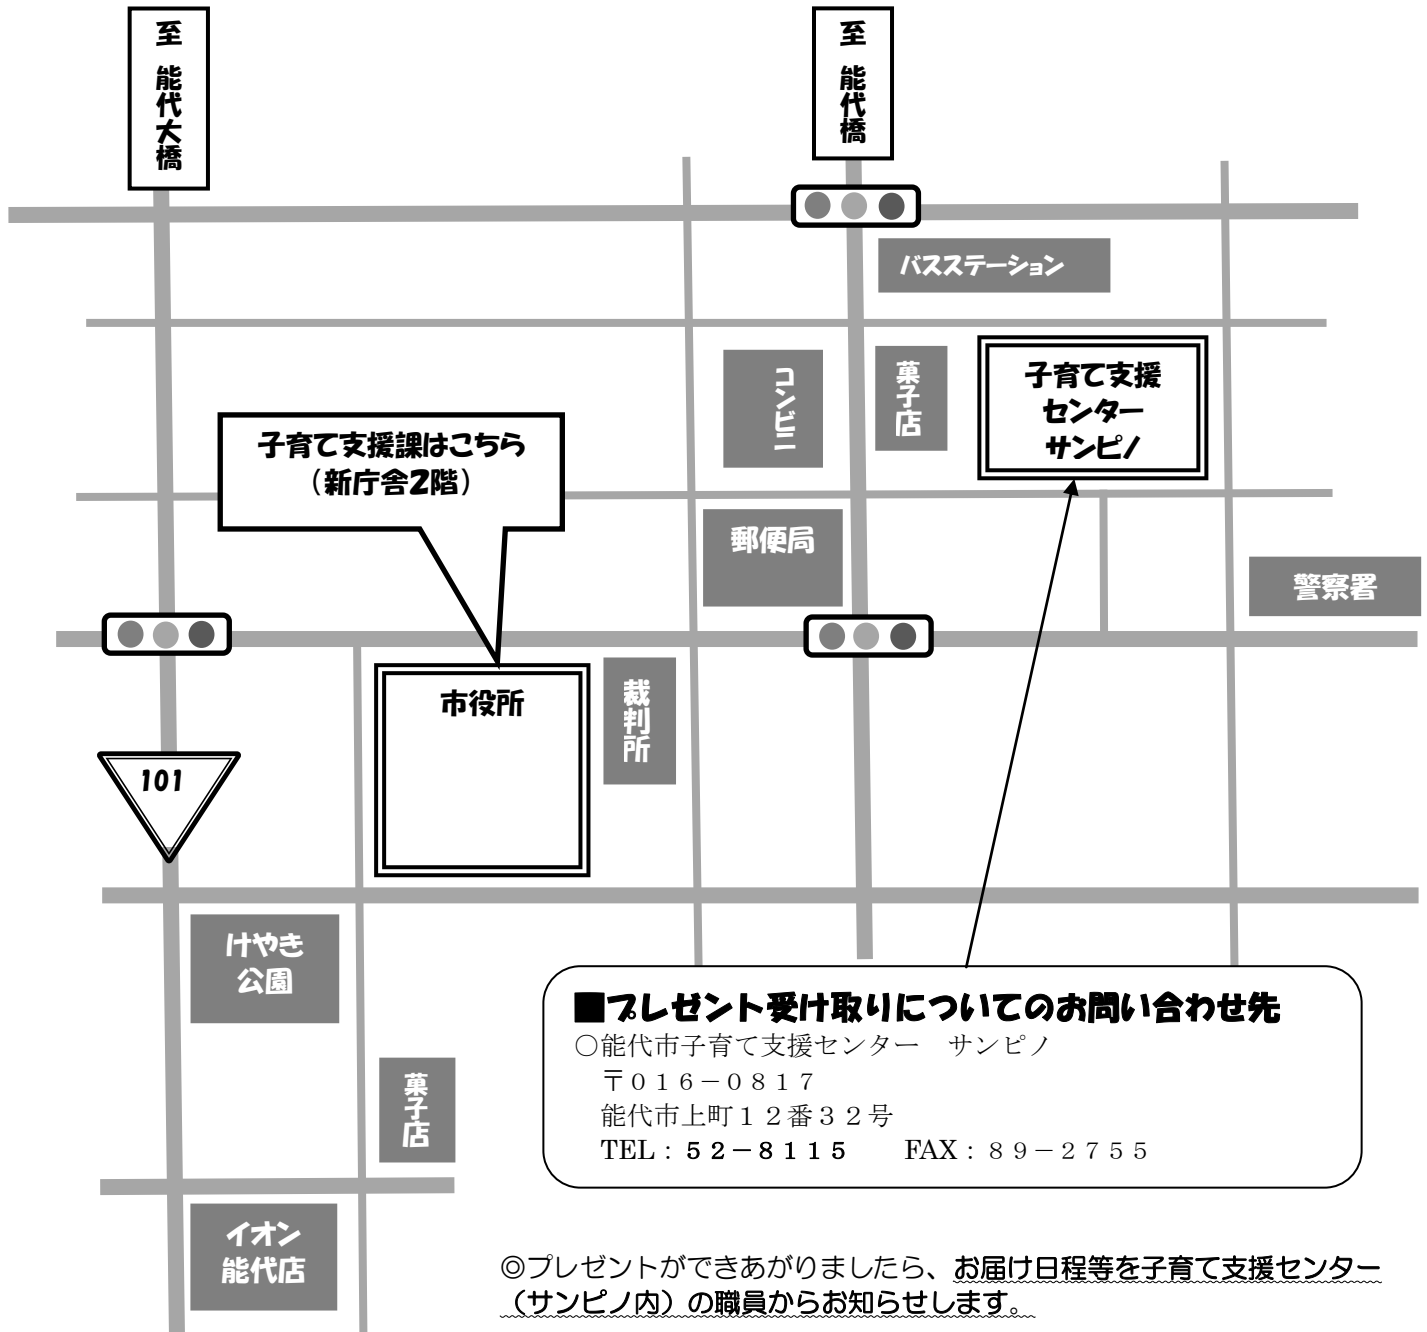 至 能代大橋
至 能代橋
バスステーション
コンビニ
菓子店
子育て支援
センター
サンピノ
子育て支援課はこちら
（新庁舎2階）
郵便局
警察署
市役所
裁判所
101
けやき
公園
■プレゼント受け取りについてのお問い合わせ先
○能代市子育て支援センター　サンピノ
〒０１６－０８１７
能代市上町１２番３２号
TEL：５２－８１１５　　FAX：８９－２７５５
菓子店
イオン
能代店
◎プレゼントができあがりましたら、お届け日程等を子育て支援センター
（サンピノ内）の職員からお知らせします。